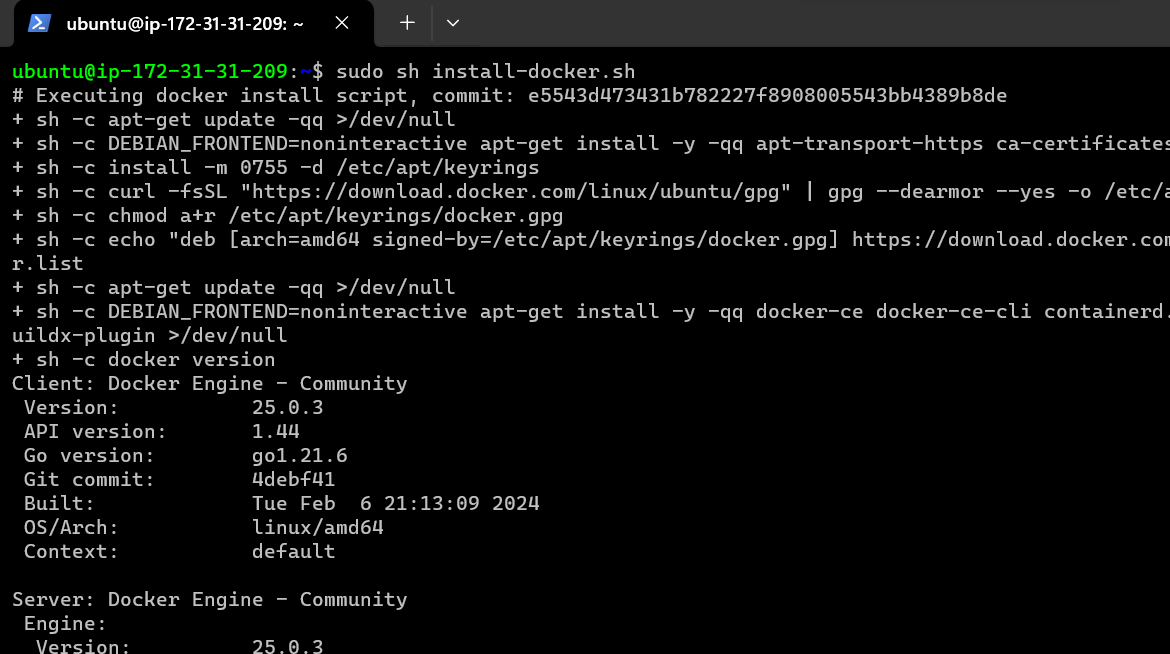 ubuntu@ip-172-31-31-209: ~
ubuntu@ip-172-31-31-209:~$ sudo sh install-docker.sh
# Executing docker install script, commit: e5543d473431b782227f8908005543bb4389b8de
+ sh -c apt-get update -qq >/dev/null
+ sh -c DEBIAN_FRONTEND=noninteractive apt-get install -y -qq apt-transport-https ca-certificates
+ sh -c install -m 0755 -d /etc/apt/keyrings
+ sh -c curl -fsSL "https://download.docker.com/linux/ubuntu/gpg" | gpg --dearmor --yes -o /etc/a
+ sh -c chmod a+r /etc/apt/keyrings/docker.gpg
+ sh -c echo "deb [arch=amd64 signed-by=/etc/apt/keyrings/docker.gpg] https://download.docker.com
r.list
+ sh -c apt-get update -qq >/dev/null
+ sh -c DEBIAN_FRONTEND=noninteractive apt-get install -y -qq docker-ce docker-ce-cli containerd.
uildx-plugin >/dev/null
+ sh -c docker version
Client: Docker Engine - Community
Version: 25.0.3
API version: 1.44
Go version: go1.21.6
Git commit: 4debf41
Built: Tue Feb  6 21:13:09 2024
OS/Arch: linux/amd64
Context: default
Server: Docker Engine - Community
Engine:
Version: 25.0.3